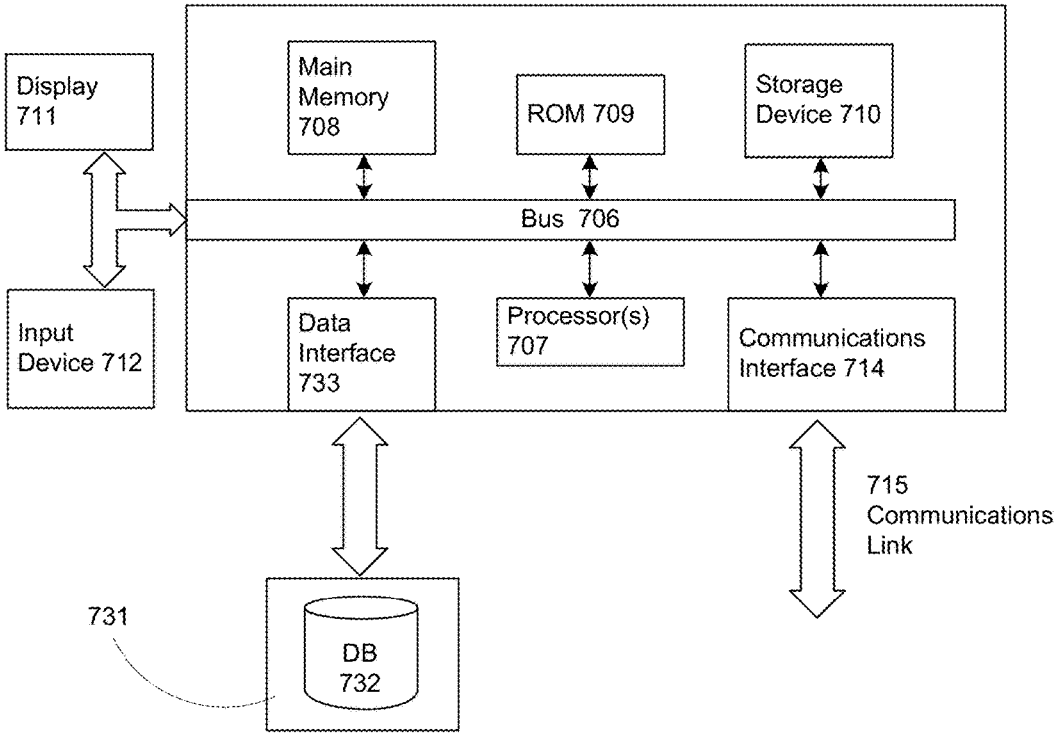 Display
711
Main
Memory
708
ROM 709
Storage
Device 710
Bus 706
Input
Device 712
Data
Interface
733
Processor(s)
707
Communications
Interface 714
715
Communications
Link
731
DB
732